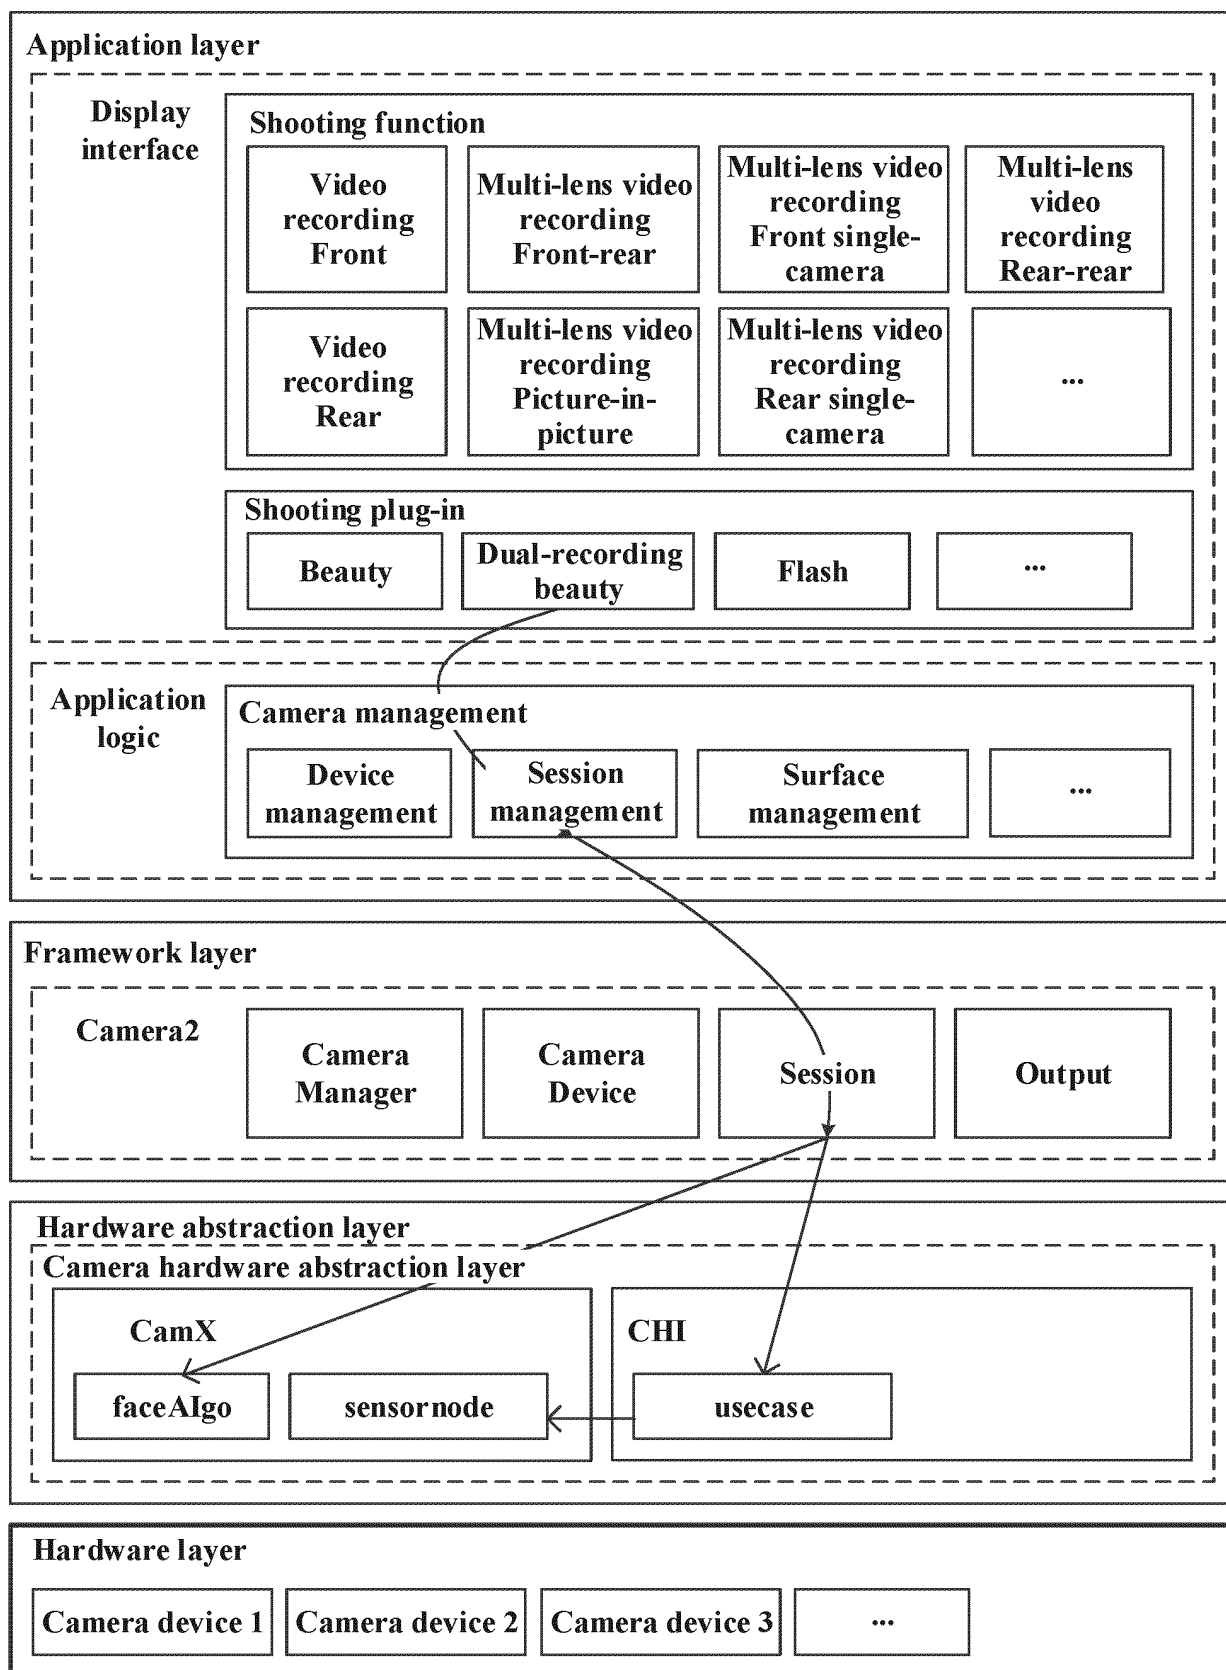 Application layer
Display
interface
Shooting function
Video
recording
Front
Multi-lens video
recording
Front-rear
Multi-lens video
recording
Front single-
camera
Multi-lens
video
recording
Rear-rear
Video
recording
Rear
Multi-lens video
recording
Picture-in-
picture
Multi-lens video
recording
Rear single-
camera
...
Shooting plug-in
Beauty
Dual-recording
beauty
Flash
...
Application
logic
Camera management
Device
management
Session
management
Surface
management
...
Framework layer
Camera2
Camera
Manager
Camera
Device
Session
Output
Hardware abstraction layer
Camera hardware abstraction layer
CamX
faceAIgo
sensornode
CHI
usecase
Hardware layer
Camera device 1
Camera device 2
Camera device 3
...